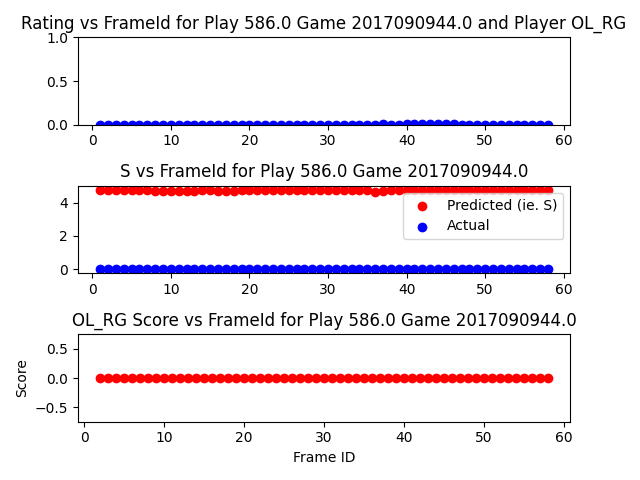 Rating vs FrameId for Play 586.0 Game 2017090944.0 and Player OL_RG
1.0
0.5
0.0
0 10 20 30 40 50 60
S vs FrameId for Play 586.0 Game 2017090944.0
4
2
0
Predicted (ie. S)
Actual
0 10 20 30 40 50 60
OL_RG Score vs FrameId for Play 586.0 Game 2017090944.0
Score
0.5
0.0
−0.5
0 10 20 30 40 50 60
Frame ID